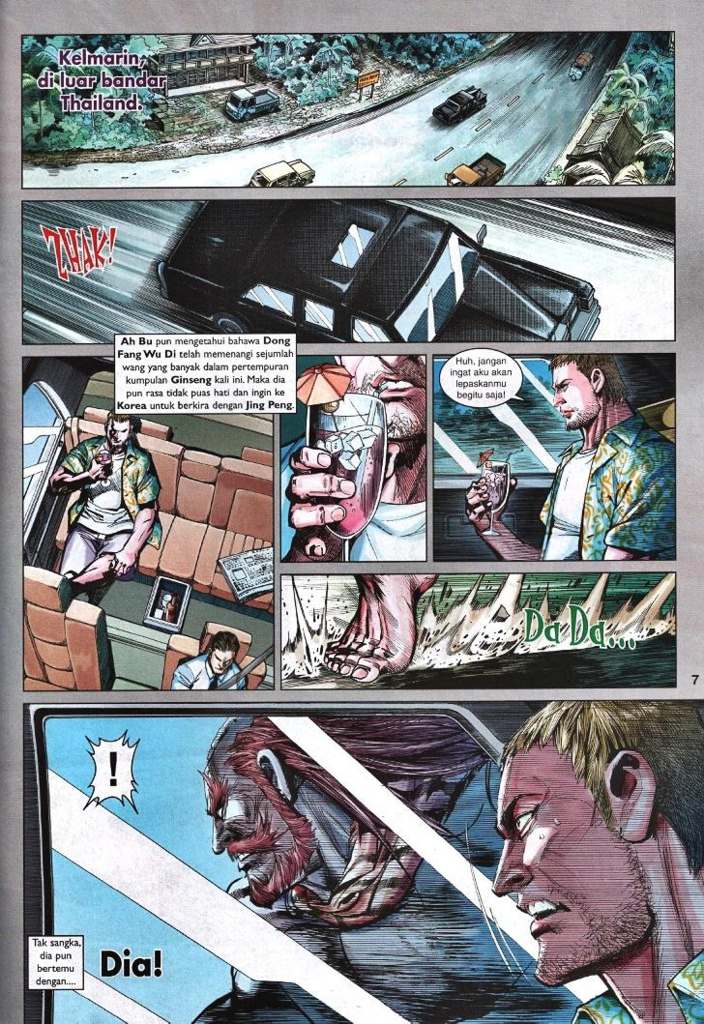 Kelmarin,
di luar bandar
Thailand.
ZHAK!
Ah Bu pun mengetahui bahawa Dong
Fang Wu Di telah memenangi sejumlah
wang yang banyak dalam pertempuran
kumpulan Ginseng kali ini. Maka dia
pun rasa tidak puas hati dan ingin ke
Korea untuk berkira dengan Jing Peng.
Huh, jangan
ingat aku akan
lepaskanmu
begitu saja!
Da Da...
7
!
Tak sangka,
dia pun
bertemu
dengan....
Dia!